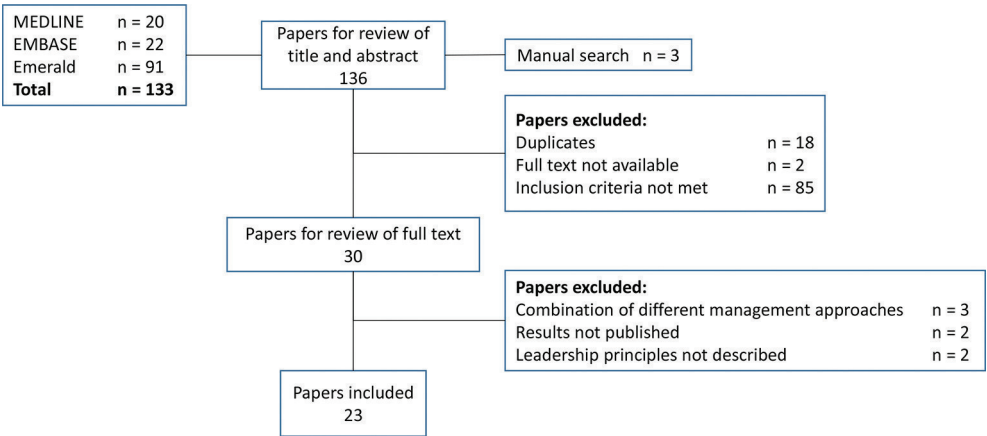 MEDLINE n = 20
EMBASE n = 22
Emerald n = 91
Total n = 133
Papers for review of
title and abstract
136
Manual search n = 3
Papers excluded:
Duplicates n = 18
Full text not available n = 2
Inclusion criteria not met n = 85
Papers for review of full text
30
Papers excluded:
Combination of different management approaches n = 3
Results not published n = 2
Leadership principles not described n = 2
Papers included
23